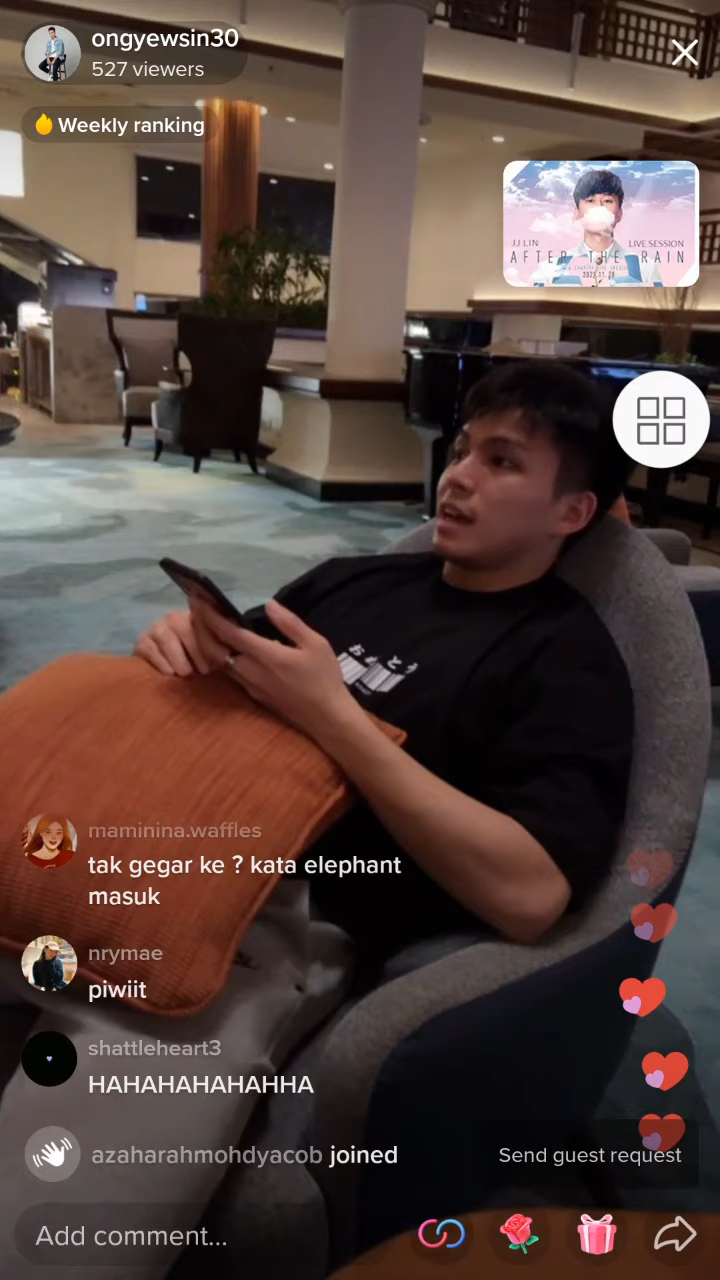 ongyewsin30
527 viewers
Weekly ranking
JJ LIN
LIVE SESSION
AFTER THE RAIN
maminina.waffles
tak gegar ke ? kata elephant
masuk
nrymae
piwiit
shattleheart3
HAHAHAHAHAHHA
azaharahmohdyacob joined
Send guest request
Add comment...